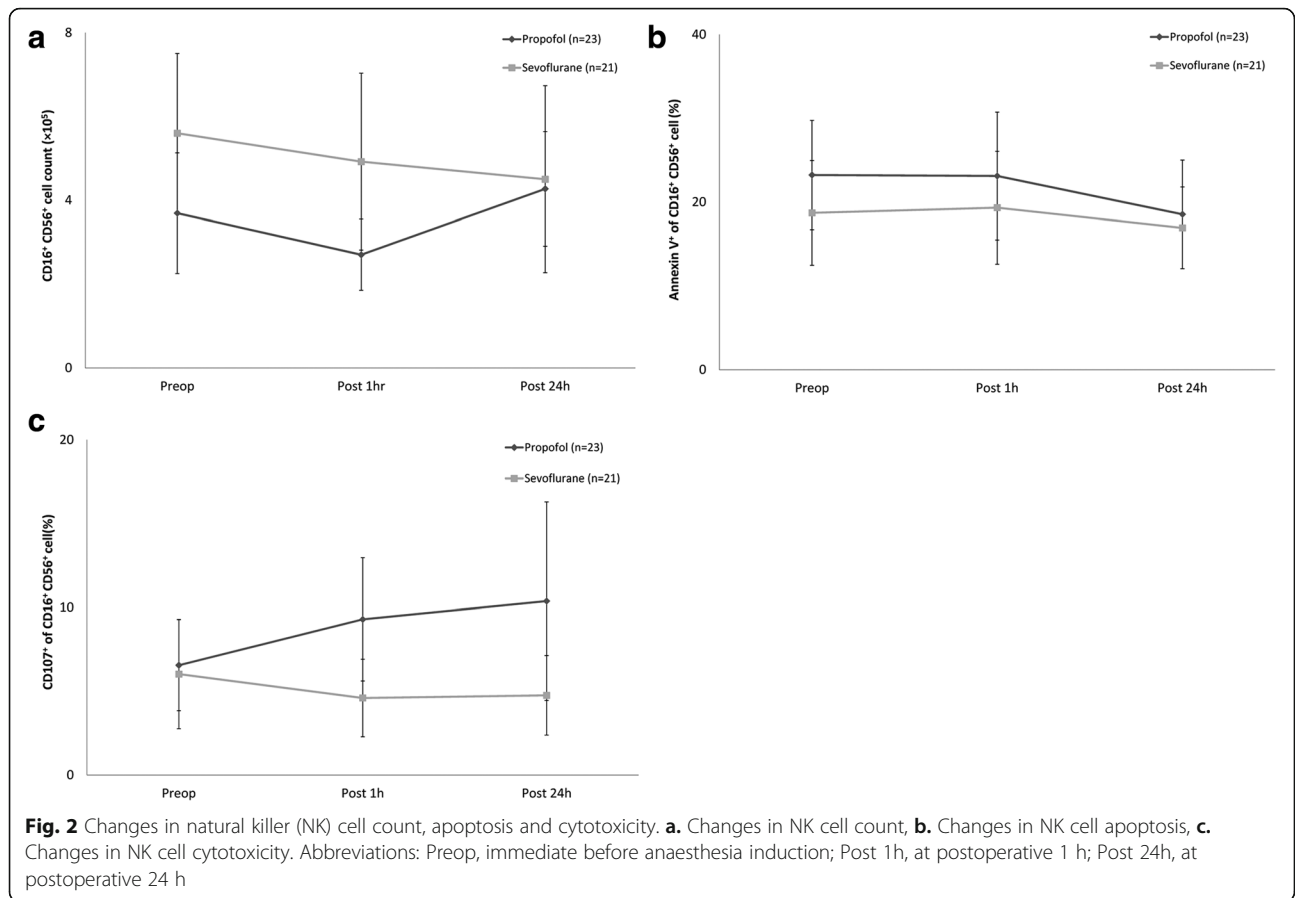 a
8
4
0
CD16⁺ CD56⁺ cell count (×10⁵)
Propofol (n=23)
Sevoflurane (n=21)
Preop
Post 1hr
Post 24h
b
40
20
0
Annexin V⁺ of CD16⁺ CD56⁺ cell (%)
Propofol (n=23)
Sevoflurane (n=21)
Preop
Post 1h
Post 24h
c
20
10
0
CD107⁺ of CD16⁺ CD56⁺ cell(%)
Propofol (n=23)
Sevoflurane (n=21)
Preop
Post 1h
Post 24h
Fig. 2 Changes in natural killer (NK) cell count, apoptosis and cytotoxicity. a. Changes in NK cell count, b. Changes in NK cell apoptosis, c.
Changes in NK cell cytotoxicity. Abbreviations: Preop, immediate before anaesthesia induction; Post 1h, at postoperative 1 h; Post 24h, at
postoperative 24 h